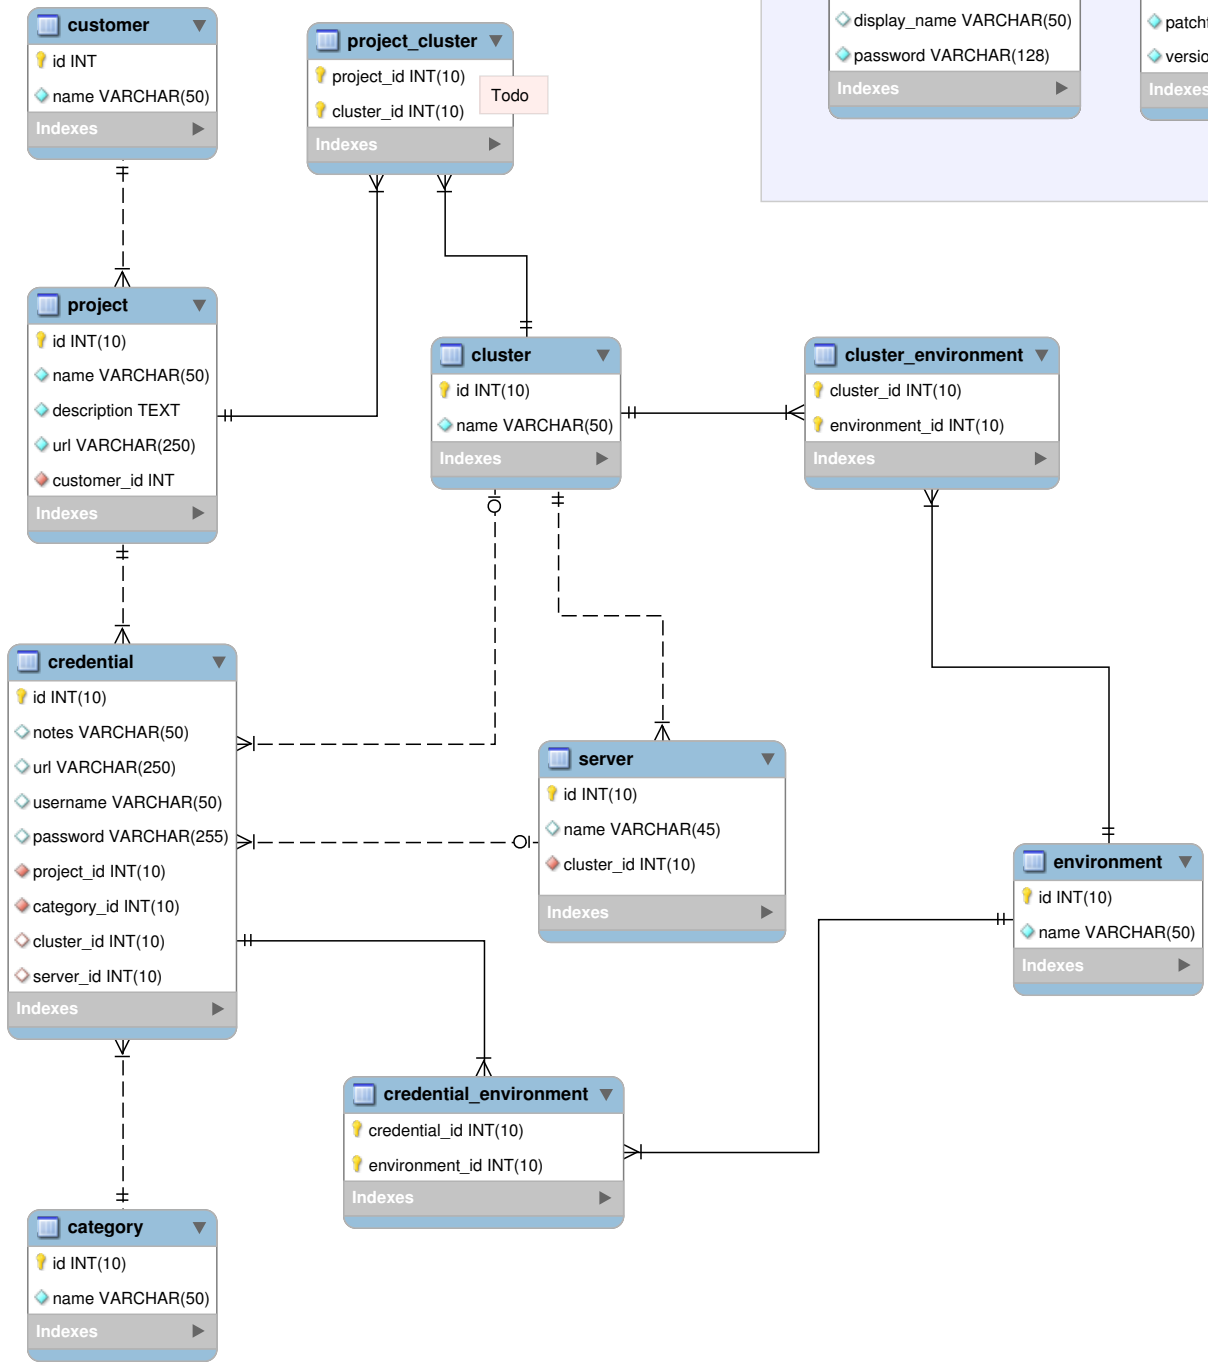 customer
id INT
name VARCHAR(50)
Indexes
project_cluster
project_id INT(10)
cluster_id INT(10)
Todo
Indexes
display_name VARCHAR(50)
password VARCHAR(128)
Indexes
Indexes
project
id INT(10)
name VARCHAR(50)
description TEXT
url VARCHAR(250)
customer_id INT
Indexes
cluster
id INT(10)
name VARCHAR(50)
Indexes
cluster_environment
cluster_id INT(10)
environment_id INT(10)
Indexes
credential
id INT(10)
notes VARCHAR(50)
url VARCHAR(250)
username VARCHAR(50)
password VARCHAR(255)
project_id INT(10)
category_id INT(10)
cluster_id INT(10)
server_id INT(10)
Indexes
server
id INT(10)
name VARCHAR(45)
cluster_id INT(10)
Indexes
environment
id INT(10)
name VARCHAR(50)
Indexes
credential_environment
credential_id INT(10)
environment_id INT(10)
Indexes
category
id INT(10)
name VARCHAR(50)
Indexes